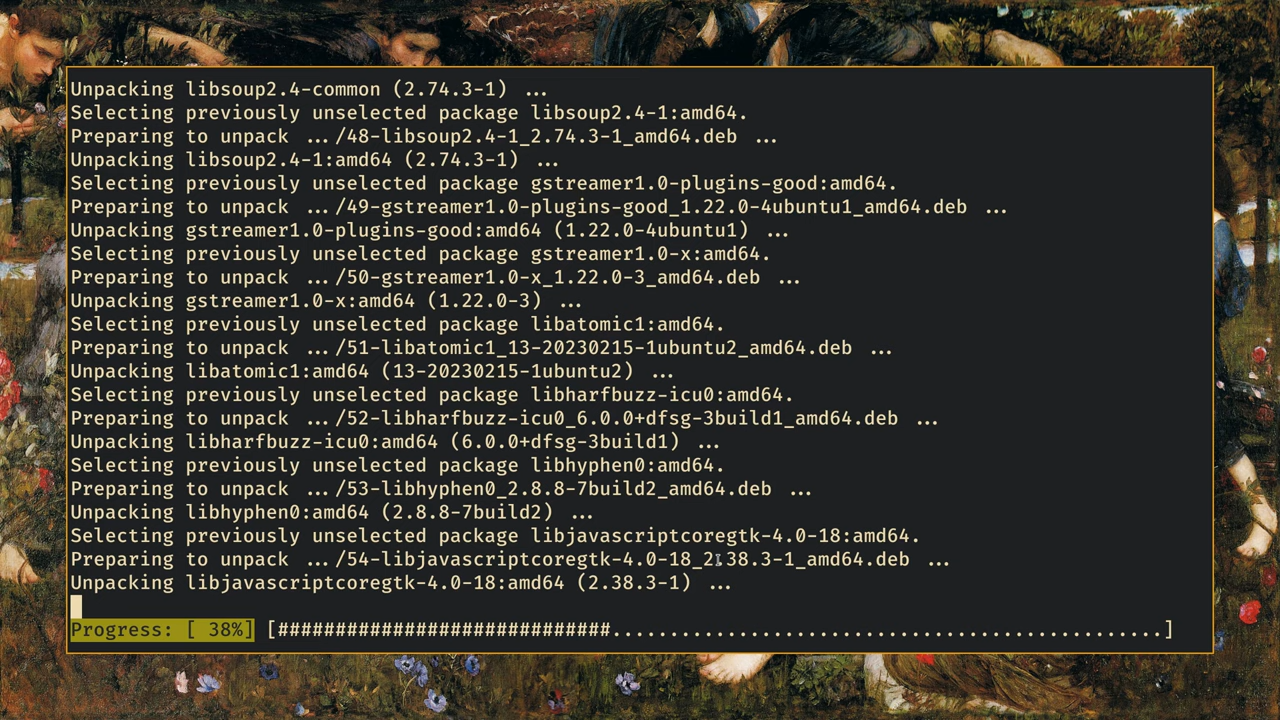 Unpacking libsoup2.4-common (2.74.3-1) ...
Selecting previously unselected package libsoup2.4-1:amd64.
Preparing to unpack .../48-libsoup2.4-1_2.74.3-1_amd64.deb ...
Unpacking libsoup2.4-1:amd64 (2.74.3-1) ...
Selecting previously unselected package gstreamer1.0-plugins-good:amd64.
Preparing to unpack .../49-gstreamer1.0-plugins-good_1.22.0-4ubuntu1_amd64.deb ...
Unpacking gstreamer1.0-plugins-good:amd64 (1.22.0-4ubuntu1) ...
Selecting previously unselected package gstreamer1.0-x:amd64.
Preparing to unpack .../50-gstreamer1.0-x_1.22.0-3_amd64.deb ...
Unpacking gstreamer1.0-x:amd64 (1.22.0-3) ...
Selecting previously unselected package libatomic1:amd64.
Preparing to unpack .../51-libatomic1_13-20230215-1ubuntu2_amd64.deb ...
Unpacking libatomic1:amd64 (13-20230215-1ubuntu2) ...
Selecting previously unselected package libharfbuzz-icu0:amd64.
Preparing to unpack .../52-libharfbuzz-icu0_6.0.0+dfsg-3build1_amd64.deb ...
Unpacking libharfbuzz-icu0:amd64 (6.0.0+dfsg-3build1) ...
Selecting previously unselected package libhyphen0:amd64.
Preparing to unpack .../53-libhyphen0_2.8.8-7build2_amd64.deb ...
Unpacking libhyphen0:amd64 (2.8.8-7build2) ...
Selecting previously unselected package libjavascriptcoregtk-4.0-18:amd64.
Preparing to unpack .../54-libjavascriptcoregtk-4.0-18_2.38.3-1_amd64.deb ...
Unpacking libjavascriptcoregtk-4.0-18:amd64 (2.38.3-1) ...
Progress: [ 38%] [#############################................................................]